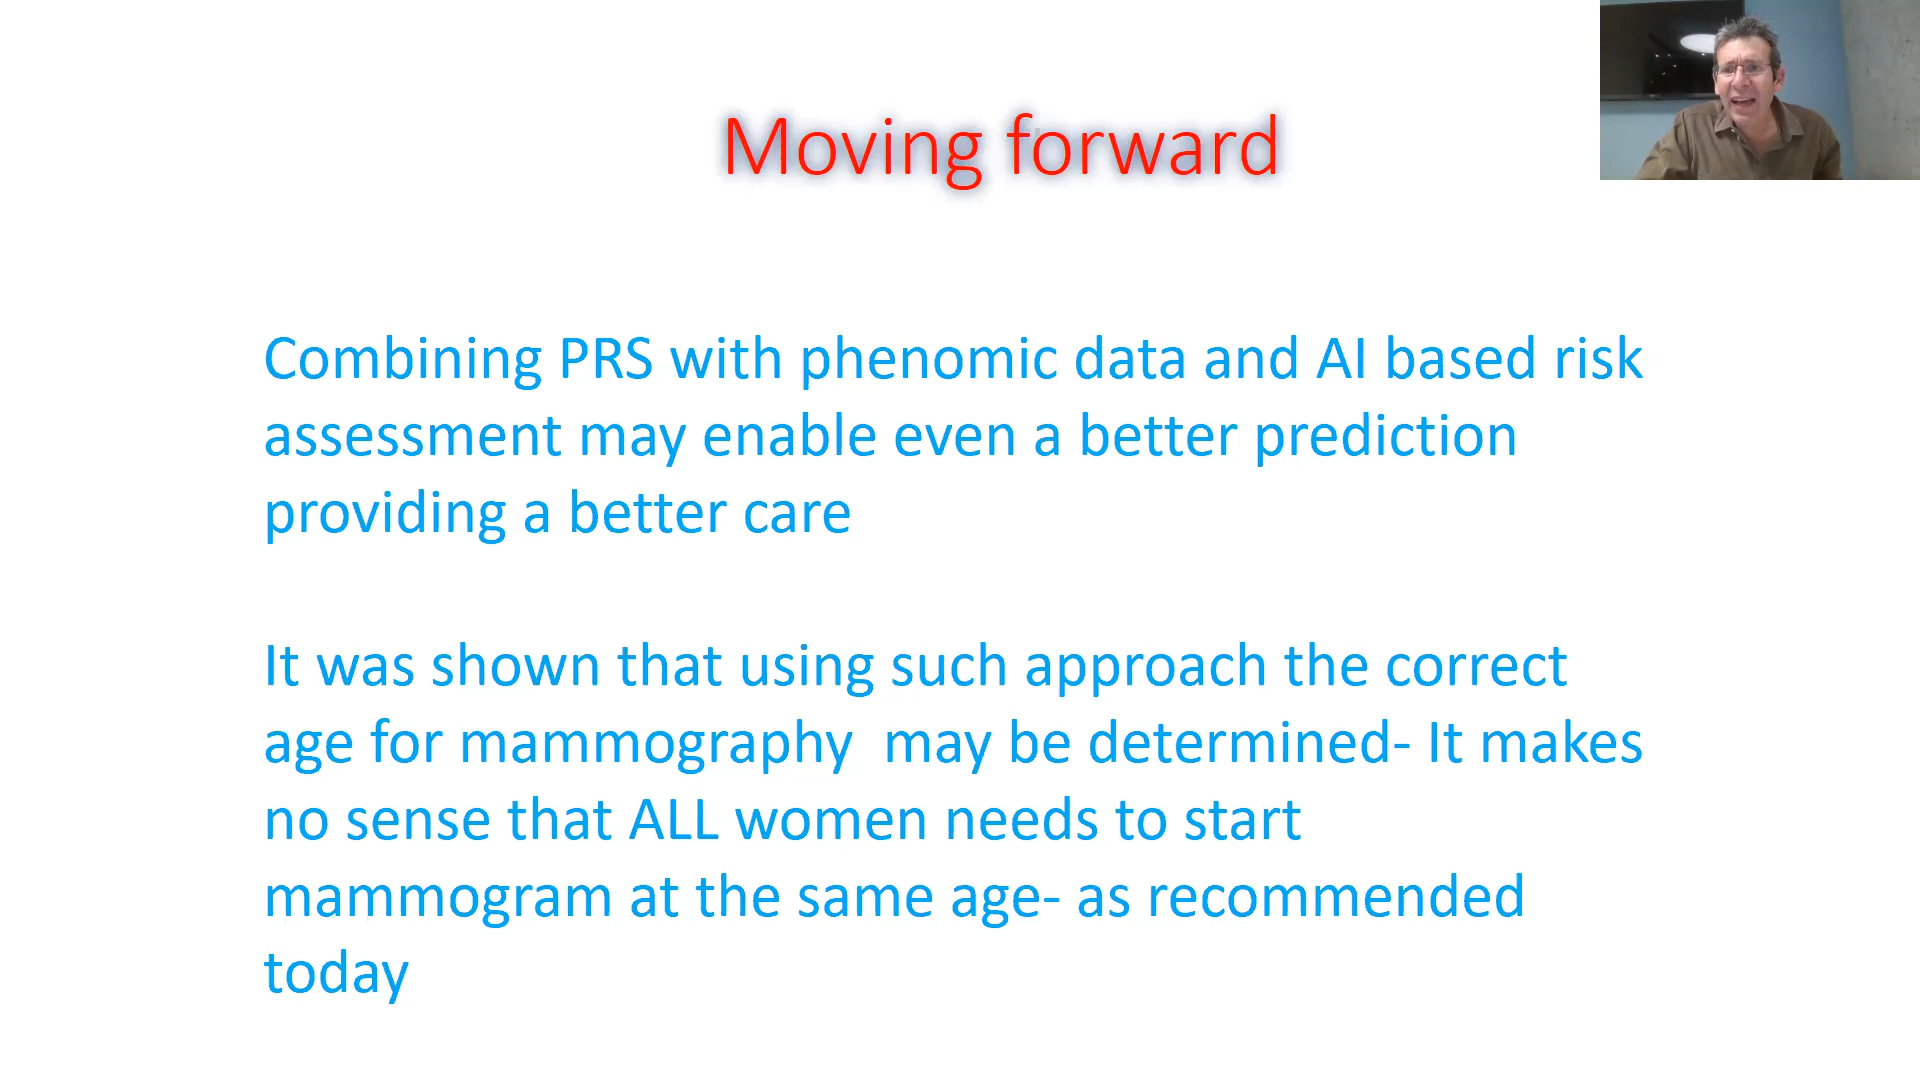 Moving forward
Combining PRS with phenomic data and AI based risk
assessment may enable even a better prediction
providing a better care
It was shown that using such approach the correct
age for mammography  may be determined- It makes
no sense that ALL women needs to start
mammogram at the same age- as recommended
today